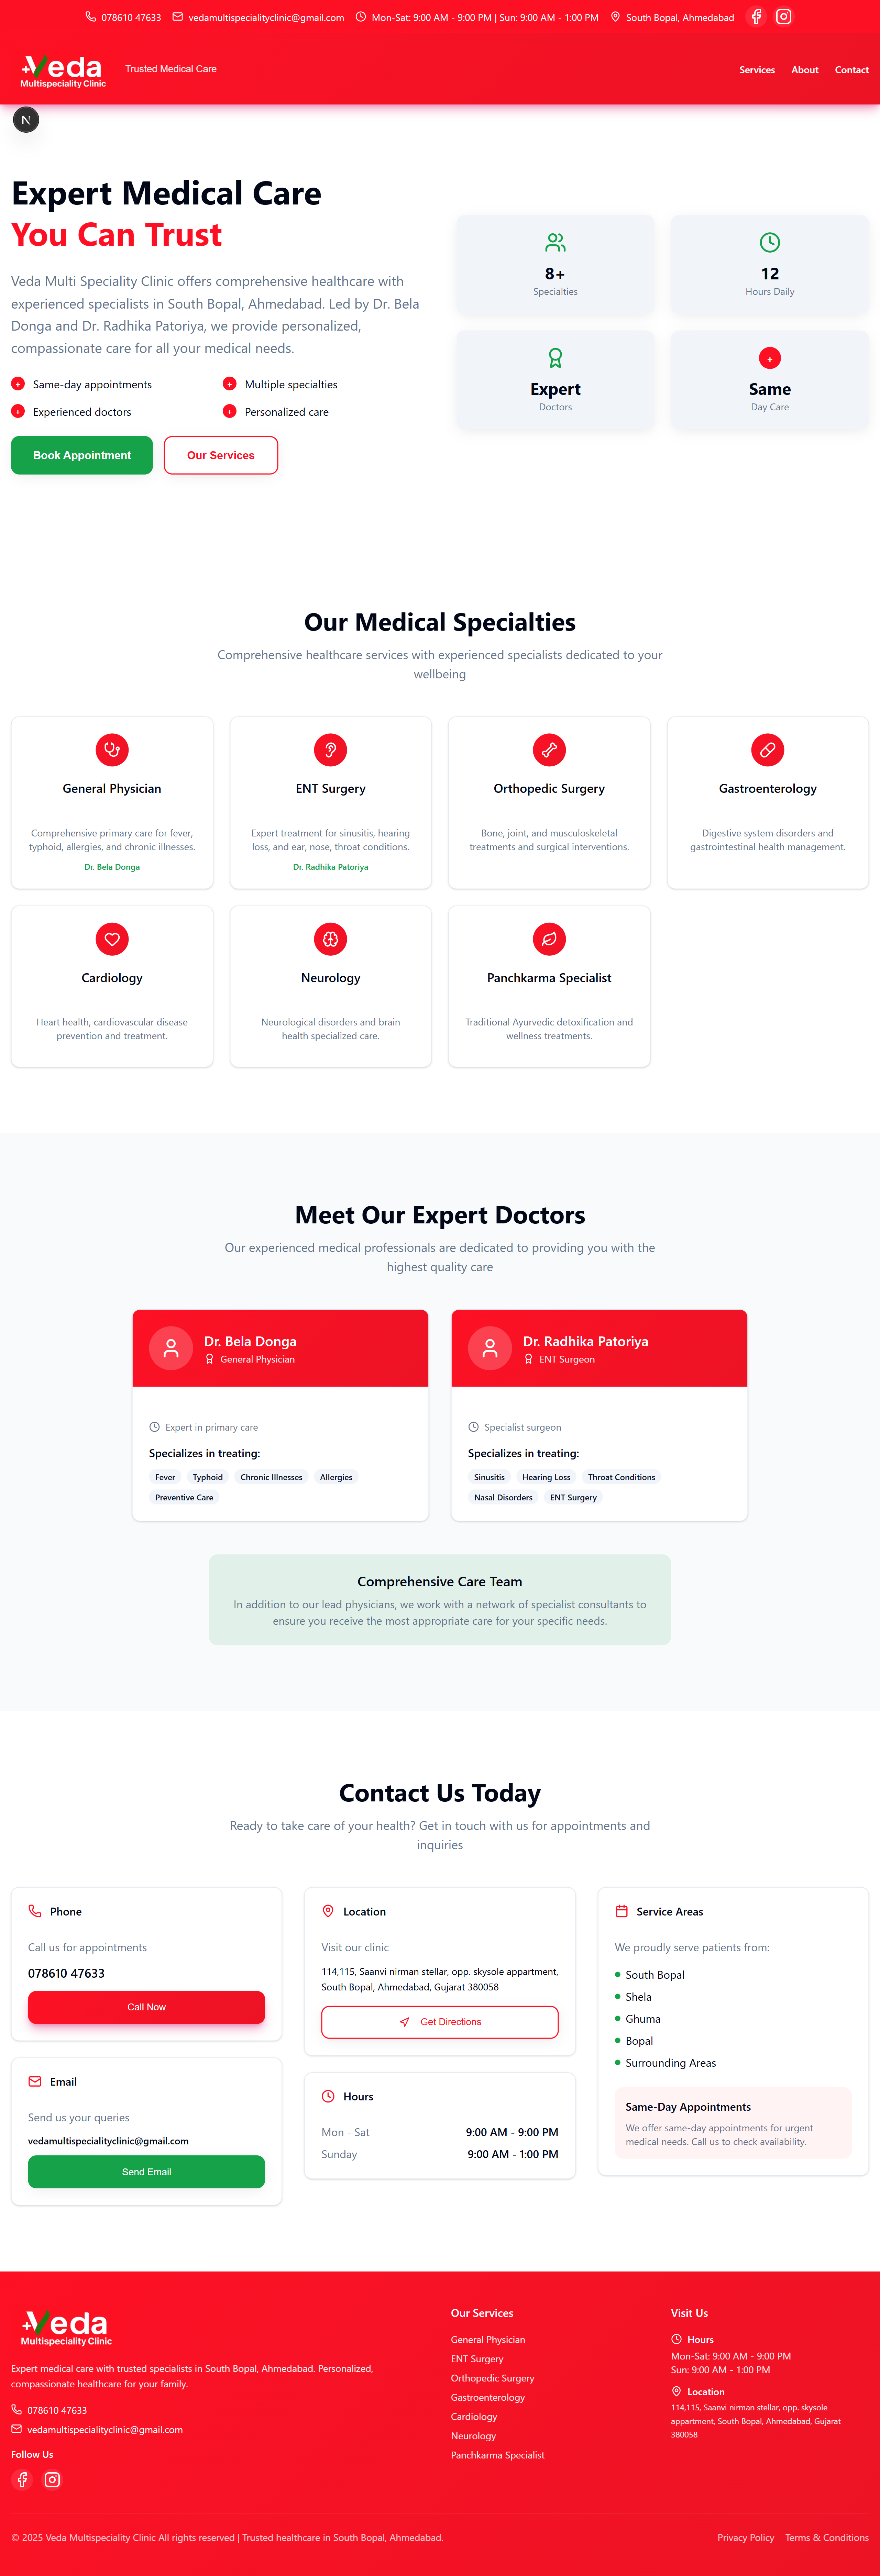 078610 47633 vedamultispecialityclinic@gmail.com Mon-Sat: 9:00 AM - 9:00 PM | Sun: 9:00 AM - 1:00 PM South Bopal, Ahmedabad
+Veda
Multispeciality Clinic
Trusted Medical Care
Services About Contact
N
Expert Medical Care
You Can Trust
Veda Multi Speciality Clinic offers comprehensive healthcare with
experienced specialists in South Bopal, Ahmedabad. Led by Dr. Bela
Donga and Dr. Radhika Patoriya, we provide personalized,
compassionate care for all your medical needs.
+ Same-day appointments
+ Multiple specialties
+ Experienced doctors
+ Personalized care
Book Appointment
Our Services
8+
Specialties
12
Hours Daily
Expert
Doctors
+
Same
Day Care
Our Medical Specialties
Comprehensive healthcare services with experienced specialists dedicated to your
wellbeing
General Physician
Comprehensive primary care for fever,
typhoid, allergies, and chronic illnesses.
Dr. Bela Donga
ENT Surgery
Expert treatment for sinusitis, hearing
loss, and ear, nose, throat conditions.
Dr. Radhika Patoriya
Orthopedic Surgery
Bone, joint, and musculoskeletal
treatments and surgical interventions.
Gastroenterology
Digestive system disorders and
gastrointestinal health management.
Cardiology
Heart health, cardiovascular disease
prevention and treatment.
Neurology
Neurological disorders and brain
health specialized care.
Panchkarma Specialist
Traditional Ayurvedic detoxification and
wellness treatments.
Meet Our Expert Doctors
Our experienced medical professionals are dedicated to providing you with the
highest quality care
Dr. Bela Donga
General Physician
Expert in primary care
Specializes in treating:
Fever Typhoid Chronic Illnesses Allergies
Preventive Care
Dr. Radhika Patoriya
ENT Surgeon
Specialist surgeon
Specializes in treating:
Sinusitis Hearing Loss Throat Conditions
Nasal Disorders ENT Surgery
Comprehensive Care Team
In addition to our lead physicians, we work with a network of specialist consultants to
ensure you receive the most appropriate care for your specific needs.
Contact Us Today
Ready to take care of your health? Get in touch with us for appointments and
inquiries
Phone
Call us for appointments
078610 47633
Call Now
Email
Send us your queries
vedamultispecialityclinic@gmail.com
Send Email
Location
Visit our clinic
114,115, Saanvi nirman stellar, opp. skysole appartment,
South Bopal, Ahmedabad, Gujarat 380058
Get Directions
Hours
Mon - Sat 9:00 AM - 9:00 PM
Sunday 9:00 AM - 1:00 PM
Service Areas
We proudly serve patients from:
South Bopal
Shela
Ghuma
Bopal
Surrounding Areas
Same-Day Appointments
We offer same-day appointments for urgent
medical needs. Call us to check availability.
+Veda
Multispeciality Clinic
Expert medical care with trusted specialists in South Bopal, Ahmedabad. Personalized,
compassionate healthcare for your family.
078610 47633
vedamultispecialityclinic@gmail.com
Follow Us
Our Services
General Physician
ENT Surgery
Orthopedic Surgery
Gastroenterology
Cardiology
Neurology
Panchkarma Specialist
Visit Us
Hours
Mon-Sat: 9:00 AM - 9:00 PM
Sun: 9:00 AM - 1:00 PM
Location
114,115, Saanvi nirman stellar, opp. skysole
appartment, South Bopal, Ahmedabad, Gujarat
380058
© 2025 Veda Multispeciality Clinic All rights reserved | Trusted healthcare in South Bopal, Ahmedabad.
Privacy Policy Terms & Conditions